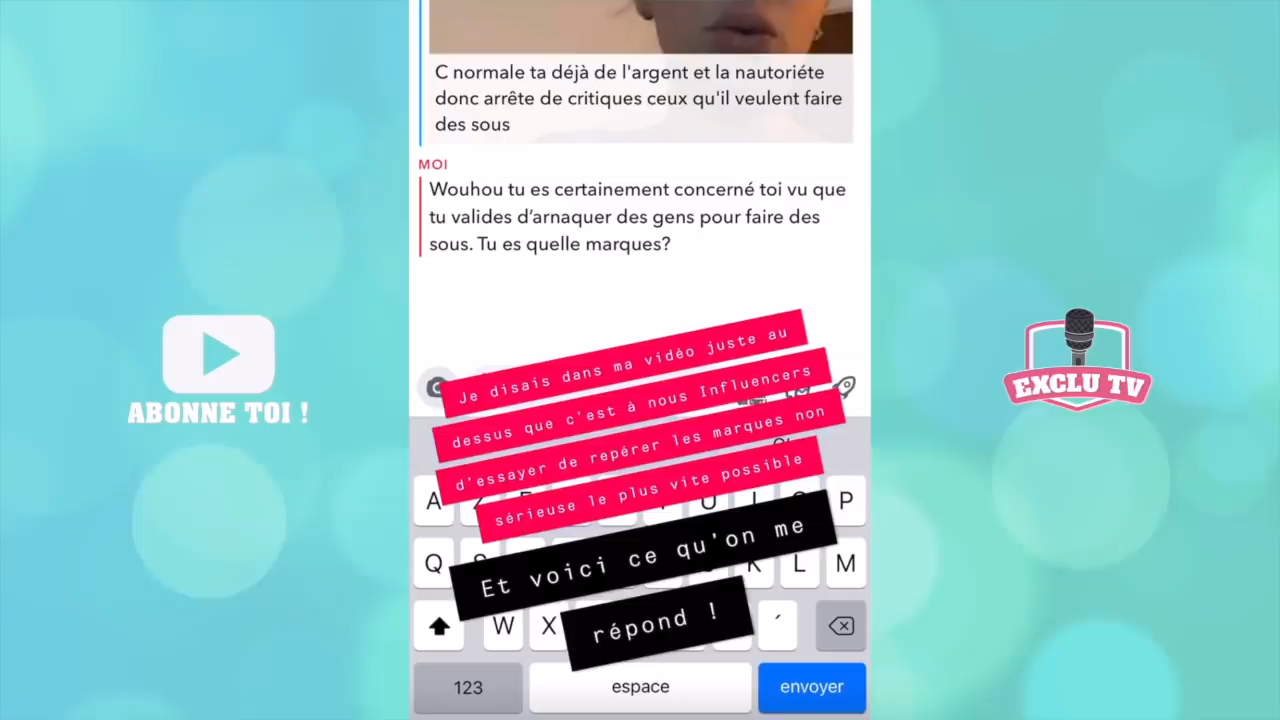 C normale ta déjà de l'argent et la nautoriéte
donc arrête de critiques ceux qu'il veulent faire
des sous
MOI
Wouhou tu es certainement concerné toi vu que
tu valides d’arnaquer des gens pour faire des
sous. Tu es quelle marques?
Je disais dans ma vidéo juste au
dessus que c'est à nous Influencers
d'essayer de repérer les marques non
sérieuse le plus vite possible
Et voici ce qu'on me
répond !
ABONNE TOI !
EXCLU TV
A P
Q L M
W X ´
123 espace envoyer